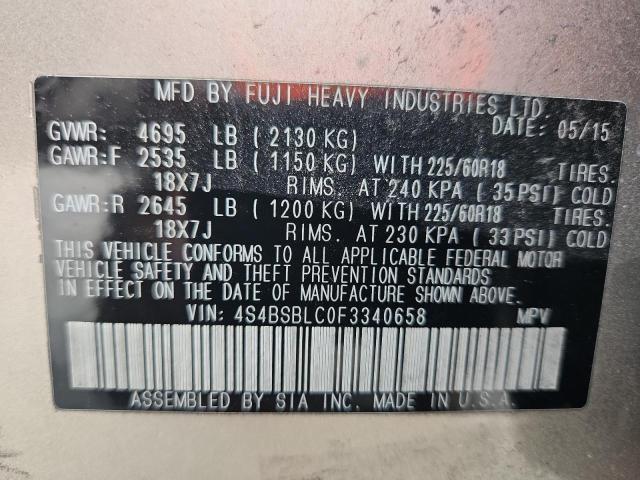 MFD BY FUJI HEAVY INDUSTRIES LTD.
DATE: 05/15
GVWR: 4695 LB ( 2130 KG)
GAWR:F 2535 LB ( 1150 KG) WITH 225/60R18 TIRES.
18X7J RIMS. AT 240 KPA ( 35 PSI) COLD
GAWR:R 2645 LB ( 1200 KG) WITH 225/60R18 TIRES.
18X7J RIMS. AT 230 KPA ( 33 PSI) COLD
THIS VEHICLE CONFORMS TO ALL APPLICABLE FEDERAL MOTOR
VEHICLE SAFETY AND THEFT PREVENTION STANDARDS
IN EFFECT ON THE DATE OF MANUFACTURE SHOWN ABOVE.
VIN: 4S4BSBLC0F3340658 MPV
ASSEMBLED BY SIA INC. MADE IN U.S.A.